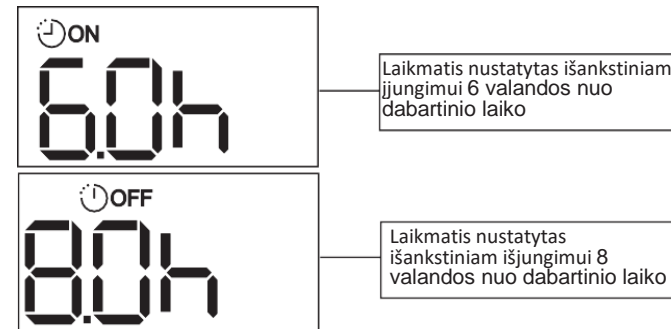 ON
6.0h
Laikmatis nustatytas išankstiniam
įjungimui 6 valandos nuo
dabartinio laiko
OFF
8.0h
Laikmatis nustatytas
išankstiniam išjungimui 8
valandos nuo dabartinio laiko